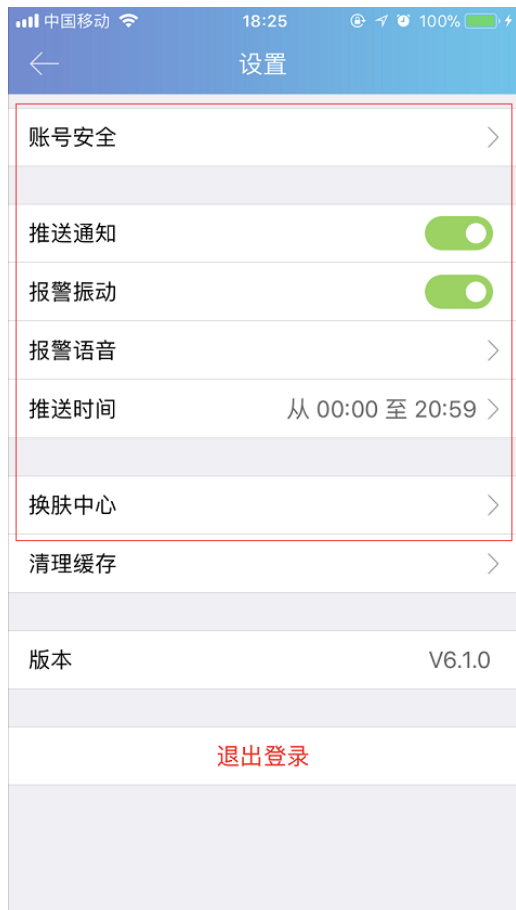 中国移动 18:25 100%
设置
账号安全
推送通知
报警振动
报警语音
推送时间 从 00:00 至 20:59
换肤中心
清理缓存
版本 V6.1.0
退出登录